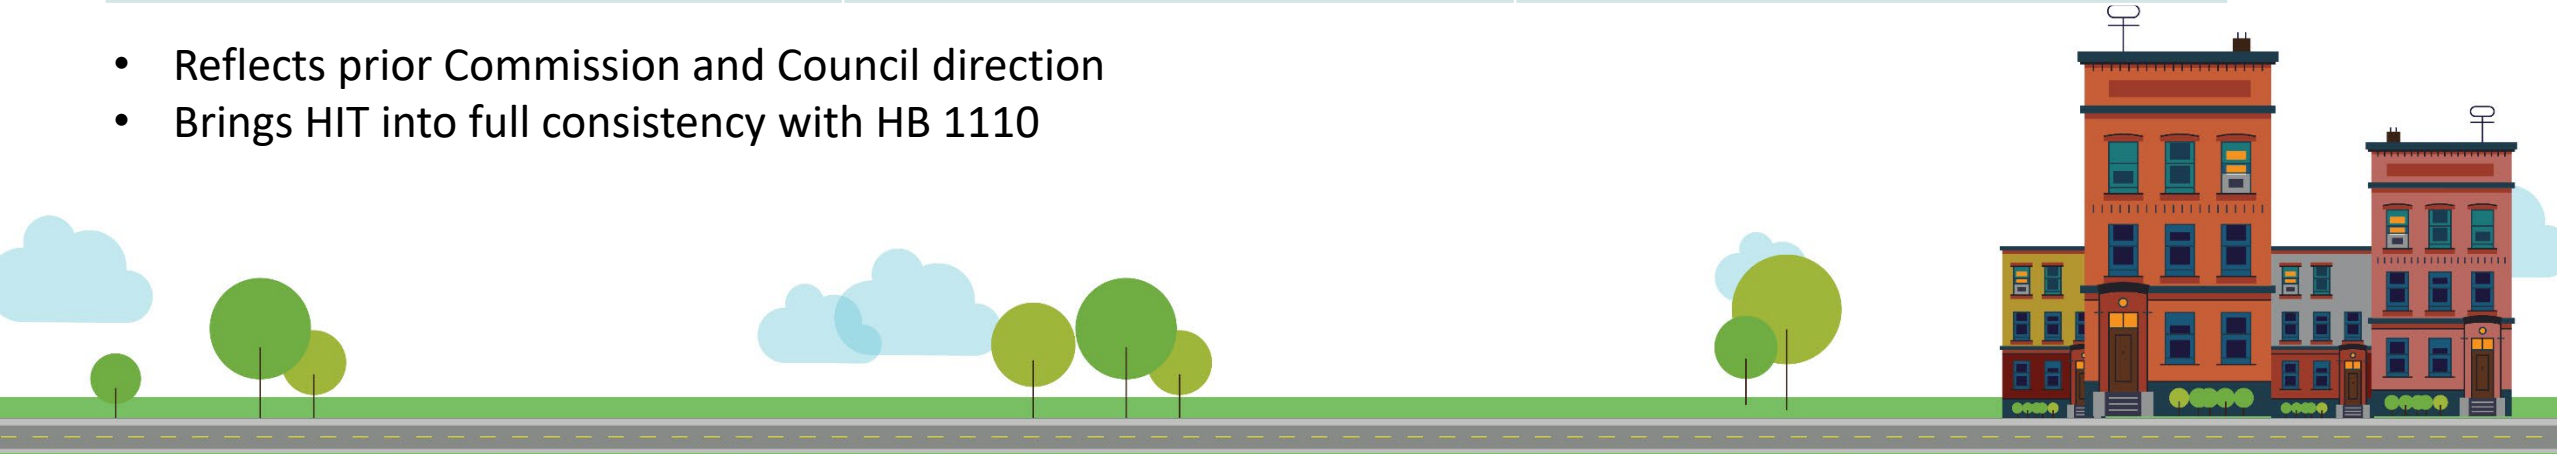 • Reflects prior Commission and Council direction
• Brings HIT into full consistency with HB 1110